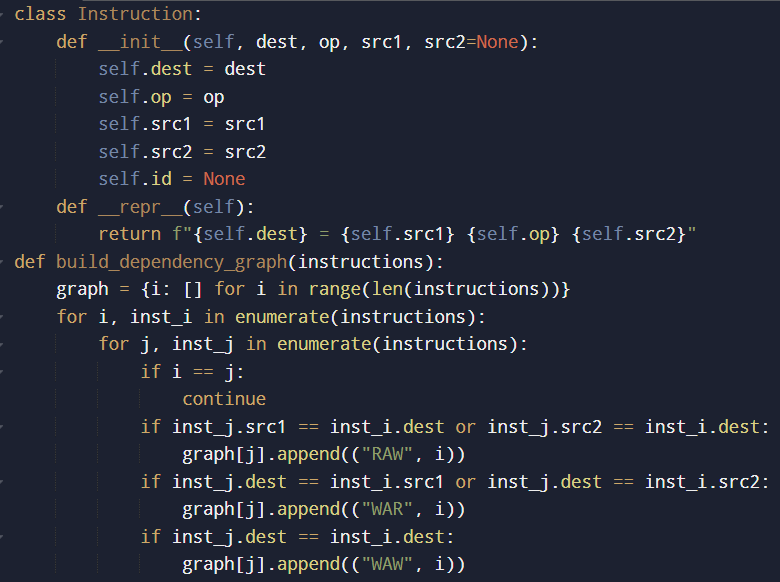 class Instruction:
    def __init__(self, dest, op, src1, src2=None):
        self.dest = dest
        self.op = op
        self.src1 = src1
        self.src2 = src2
        self.id = None
    def __repr__(self):
        return f"{self.dest} = {self.src1} {self.op} {self.src2}"
def build_dependency_graph(instructions):
    graph = {i: [] for i in range(len(instructions))}
    for i, inst_i in enumerate(instructions):
        for j, inst_j in enumerate(instructions):
            if i == j:
                continue
            if inst_j.src1 == inst_i.dest or inst_j.src2 == inst_i.dest:
                graph[j].append(("RAW", i))
            if inst_j.dest == inst_i.src1 or inst_j.dest == inst_i.src2:
                graph[j].append(("WAR", i))
            if inst_j.dest == inst_i.dest:
                graph[j].append(("WAW", i))